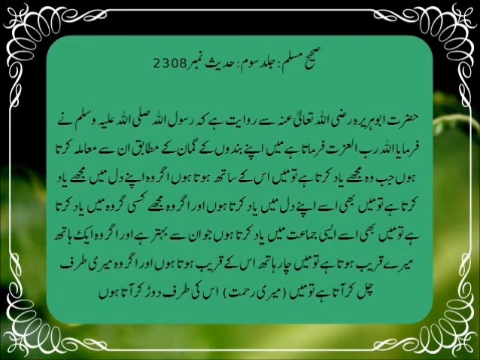 صحیح مسلم: جلد سوم: حدیث نمبر 2308
حضرت ابوہریرہ رضی اللہ تعالیٰ عنہ سے روایت ہے کہ رسول اللہ صلی اللہ علیہ وسلم نے
فرمایا اللہ رب العزت فرماتا ہے میں اپنے بندوں کے گمان کے مطابق ان سے معاملہ کرتا
ہوں جب وہ مجھے یاد کرتا ہے تو میں اس کے ساتھ ہوتا ہوں اگر وہ اپنے دل میں مجھے یاد
کرتا ہے تو میں بھی اسے اپنے دل میں یاد کرتا ہوں اور اگر وہ مجھے کسی گروہ میں یاد کرتا
ہے تو میں بھی اسے ایسی جماعت میں یاد کرتا ہوں جو ان سے بہتر ہے اور اگر وہ ایک ہاتھ
میرے قریب ہوتا ہے تو میں چار ہاتھ اس کے قریب ہوتا ہوں اور اگر وہ میری طرف
چل کر آتا ہے تو میں (میری رحمت) اس کی طرف دوڑ کر آتا ہوں